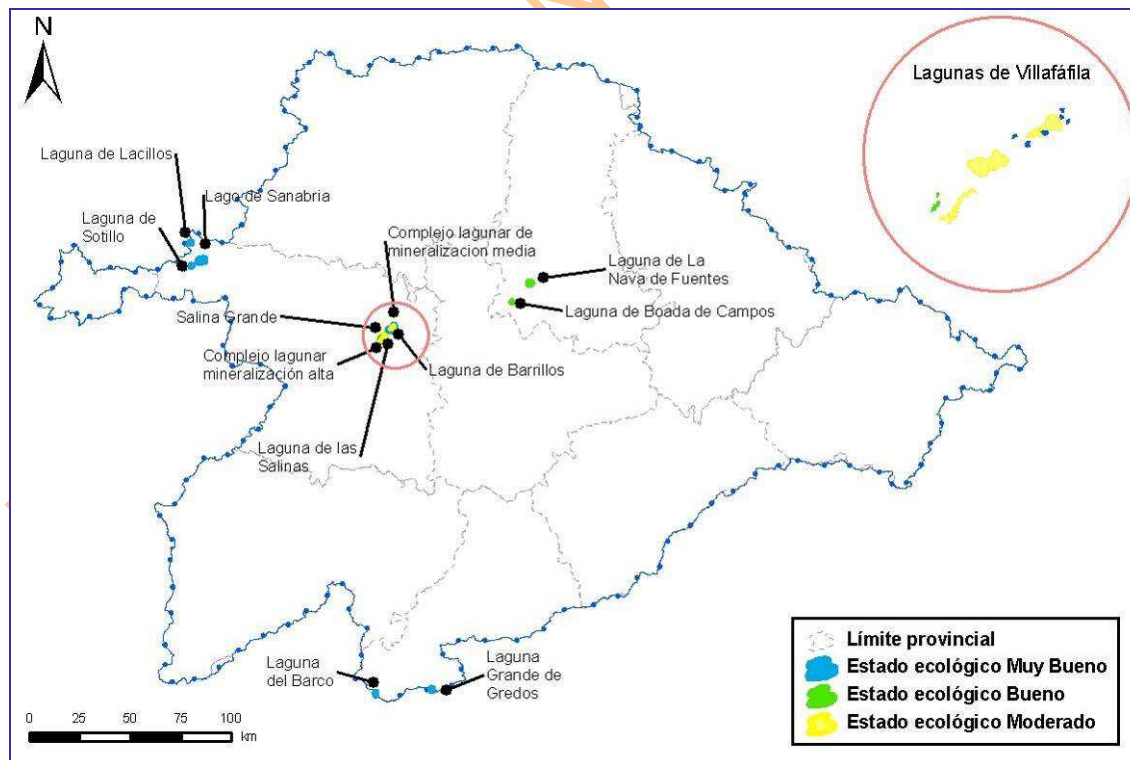 N
Lagunas de Villafáfila
Laguna de Lacillos
Lago de Sanabria
Laguna de
Sotillo
Complejo lagunar de
mineralizacion media
Laguna de La
Nava de Fuentes
Salina Grande
Laguna de Boada de Campos
Complejo lagunar
mineralización alta
Laguna de Barrillos
Laguna de las
Salinas
Laguna
del Barco
Laguna
Grande de
Gredos
Límite provincial
Estado ecológico Muy Bueno
Estado ecológico Bueno
Estado ecológico Moderado
0 25 50 75 100
km